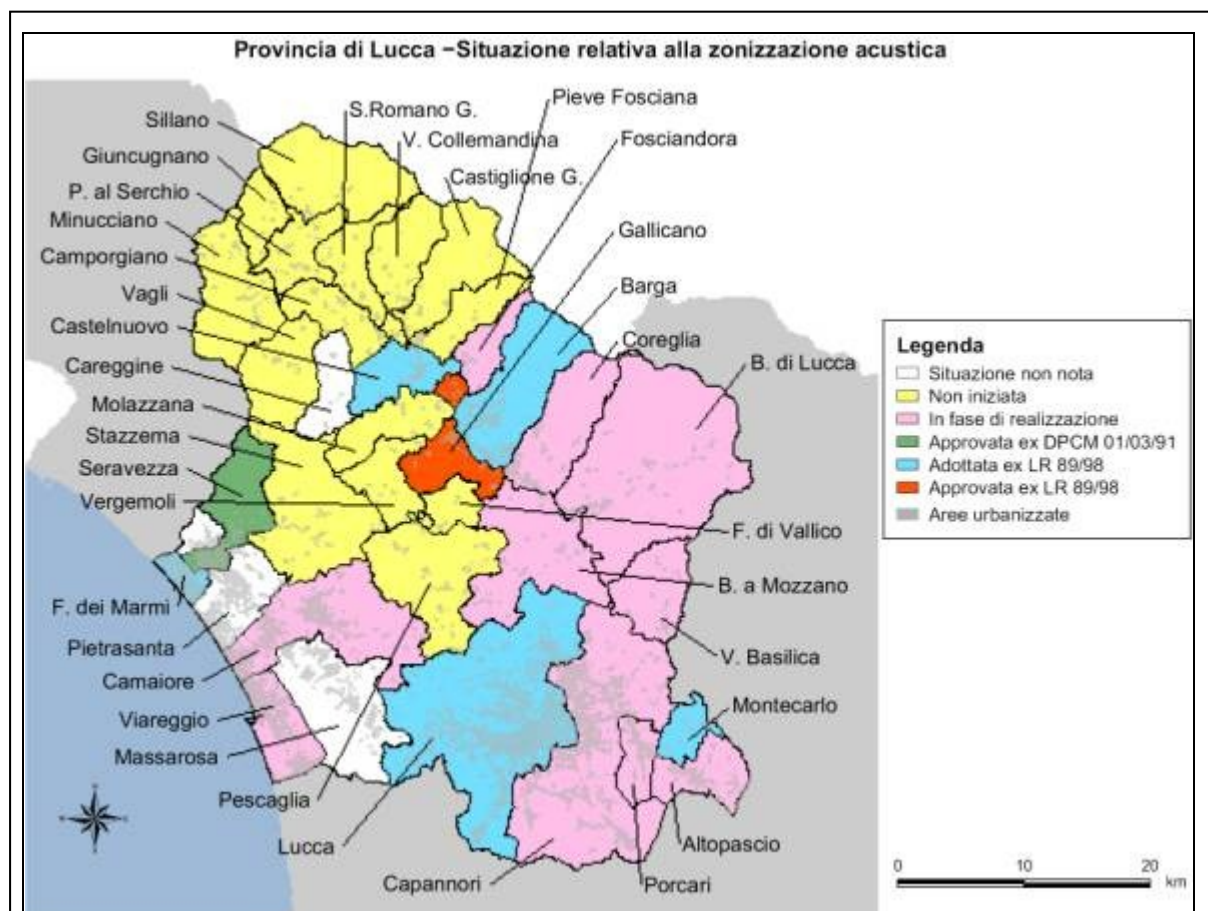 Provincia di Lucca –Situazione relativa alla zonizzazione acustica
Pieve Fosciana
S.Romano G.
Sillano
V. Collemandina
Fosciandora
Giuncugnano
Castiglione G.
P. al Serchio
Minucciano
Gallicano
Camporgiano
Barga
Vagli
Castelnuovo
Coreglia
Careggine
B. di Lucca
Molazzana
Stazzema
Seravezza
Vergemoli
F. di Vallico
B. a Mozzano
F. dei Marmi
Pietrasanta
V. Basilica
Camaiore
Montecarlo
Viareggio
Massarosa
Pescaglia
Lucca
Altopascio
Capannori
Porcari
Legenda
Situazione non nota
Non iniziata
In fase di realizzazione
Approvata ex DPCM 01/03/91
Adottata ex LR 89/98
Approvata ex LR 89/98
Aree urbanizzate
0 10 20
km